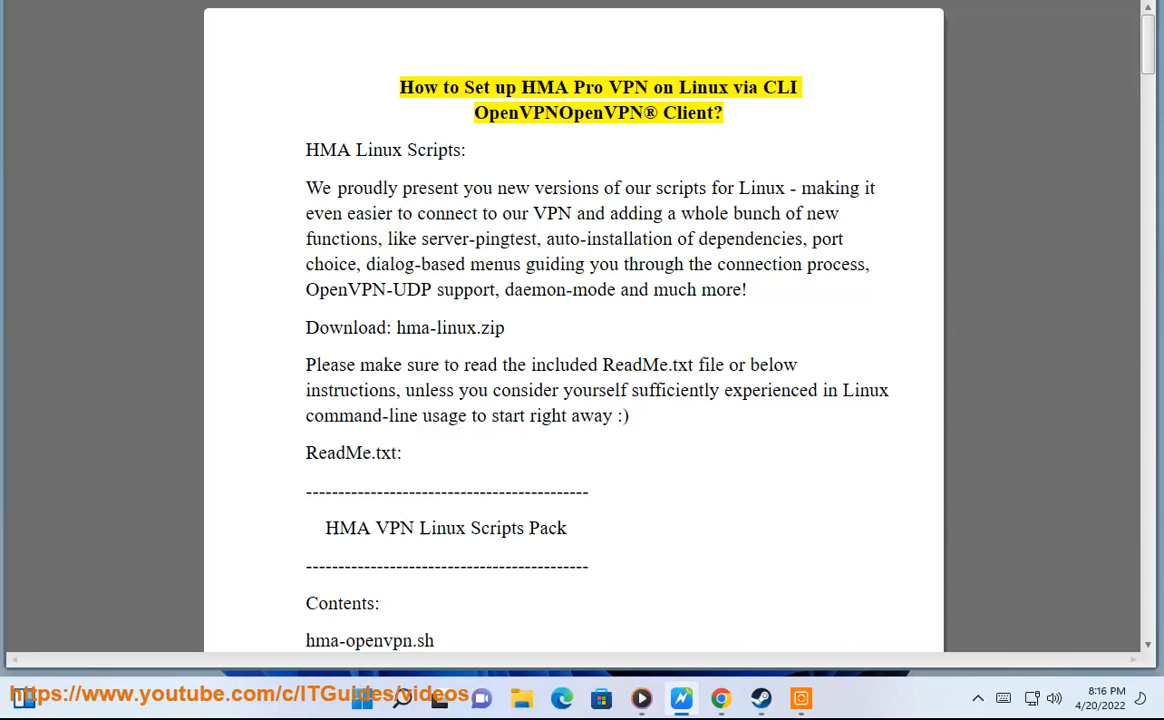 How to Set up HMA Pro VPN on Linux via CLI
OpenVPNOpenVPN® Client?
HMA Linux Scripts:
We proudly present you new versions of our scripts for Linux - making it
even easier to connect to our VPN and adding a whole bunch of new
functions, like server-pingtest, auto-installation of dependencies, port
choice, dialog-based menus guiding you through the connection process,
OpenVPN-UDP support, daemon-mode and much more!
Download: hma-linux.zip
Please make sure to read the included ReadMe.txt file or below
instructions, unless you consider yourself sufficiently experienced in Linux
command-line usage to start right away :)
ReadMe.txt:
--------------------------------------------
HMA VPN Linux Scripts Pack
--------------------------------------------
Contents:
hma-openvpn.sh
https://www.youtube.com/c/ITGuides/videos
8:16 PM
4/20/2022